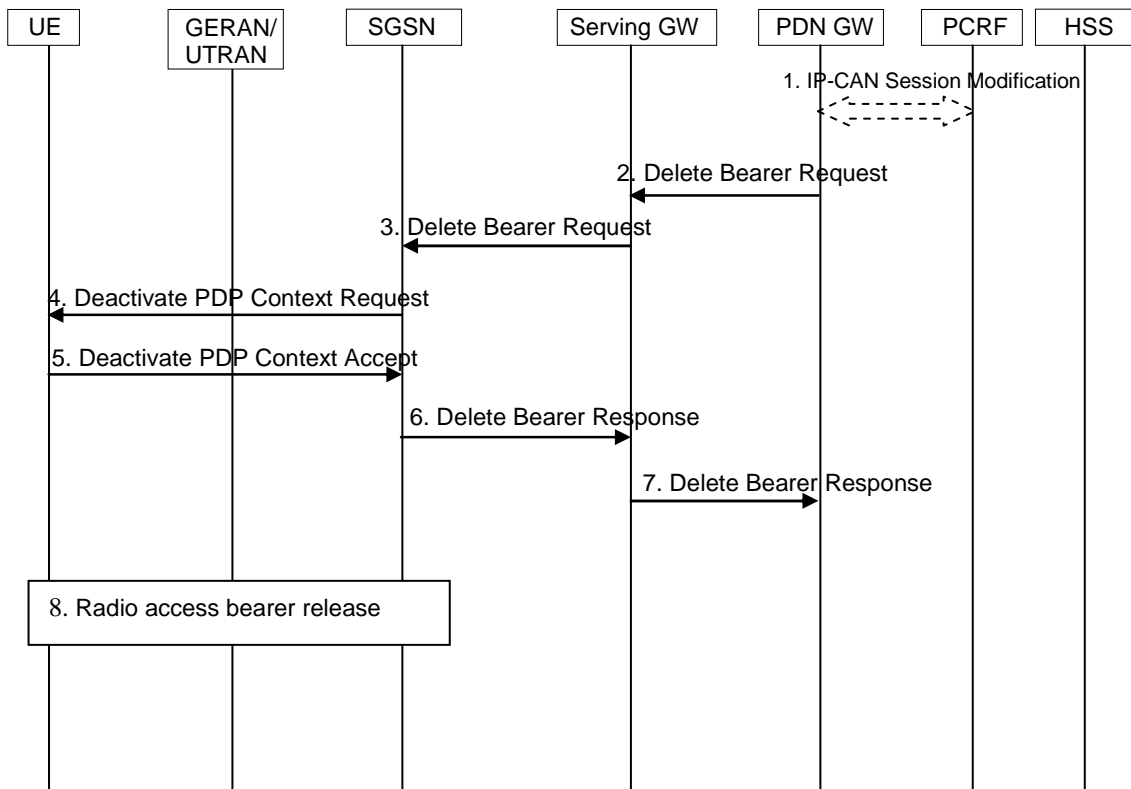 UE
GERAN/
UTRAN
SGSN
Serving GW
PDN GW
PCRF
HSS
1. IP-CAN Session Modification
2. Delete Bearer Request
3. Delete Bearer Request
4. Deactivate PDP Context Request
5. Deactivate PDP Context Accept
6. Delete Bearer Response
7. Delete Bearer Response
8. Radio access bearer release